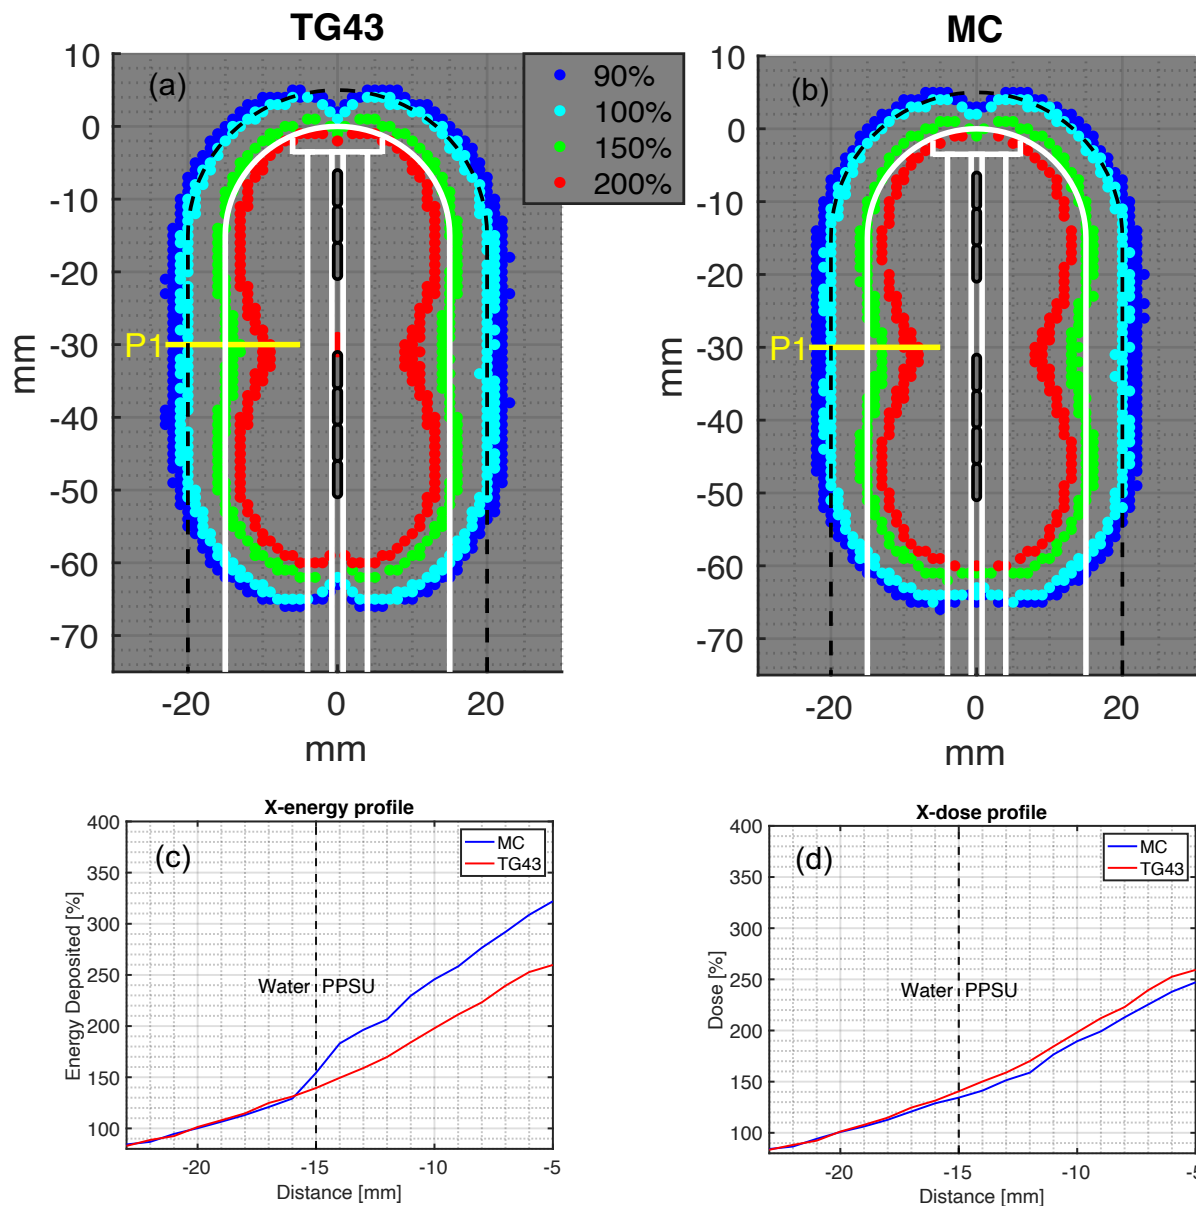 TG43
MC
(a)
90%
100%
150%
200%
(b)
10
0
-10
-20
-30
-40
-50
-60
-70
mm
P1
-20
0
20
mm
10
0
-10
-20
-30
-40
-50
-60
-70
mm
P1
-20
0
20
mm
X-energy profile
(c)
MC
TG43
400
350
300
250
200
150
100
Energy Deposited [%]
Water
PPSU
-20
-15
-10
-5
Distance [mm]
X-dose profile
(d)
MC
TG43
400
350
300
250
200
150
100
Dose [%]
Water
PPSU
-20
-15
-10
-5
Distance [mm]